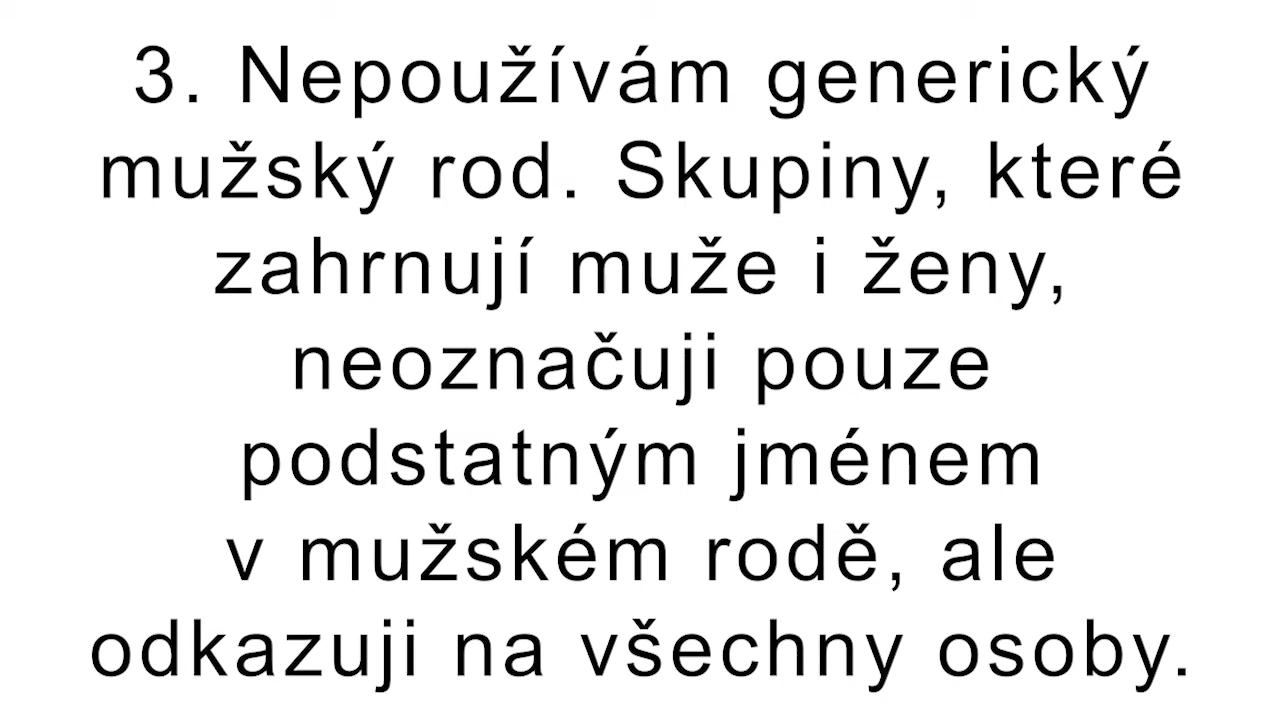 3. Nepoužívám generický
mužský rod. Skupiny, které
zahrnují muže i ženy,
neoznačuji pouze
podstatným jménem
v mužském rodě, ale
odkazuji na všechny osoby.